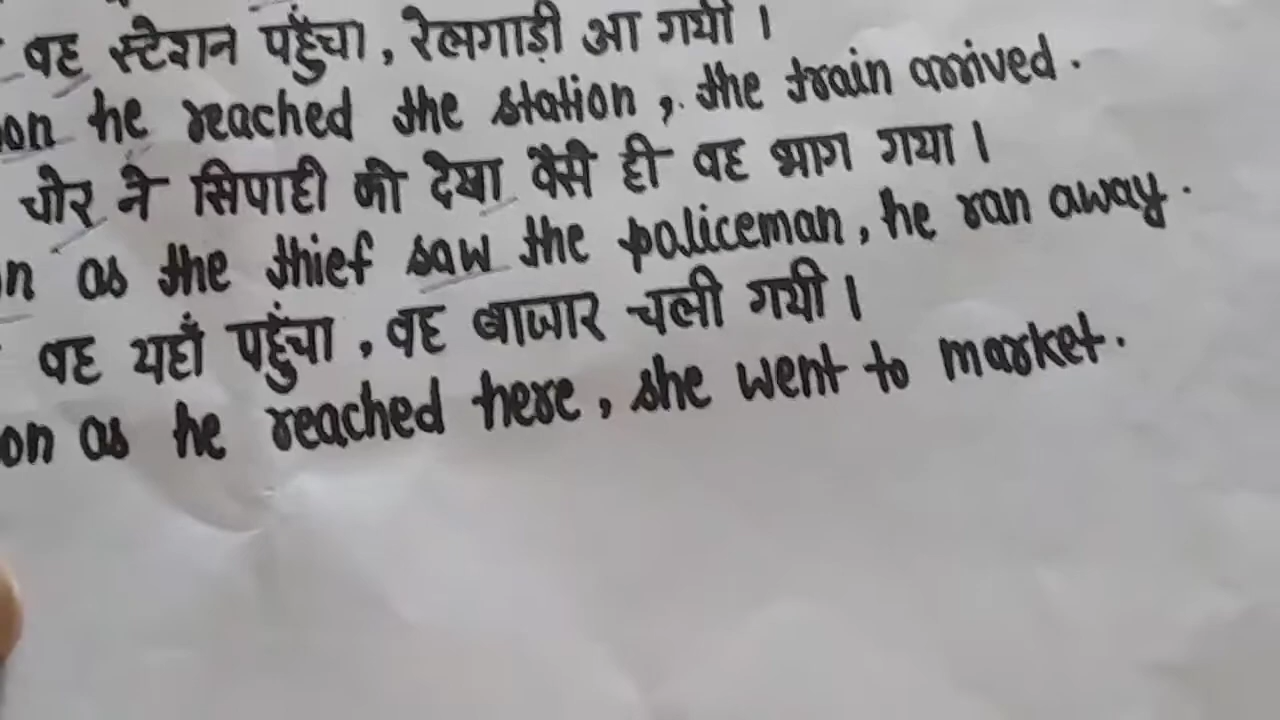 वह स्टेशन पहुँचा, रेलगाड़ी आ गयी ।
on he reached the station, the train arrived.
चोर ने सिपाही को देखा वैसे ही वह भाग गया ।
n as the thief saw the policeman, he ran away.
वह यहाँ पहुँचा, वह बाजार चली गयी ।
on as he reached here, she went to market.